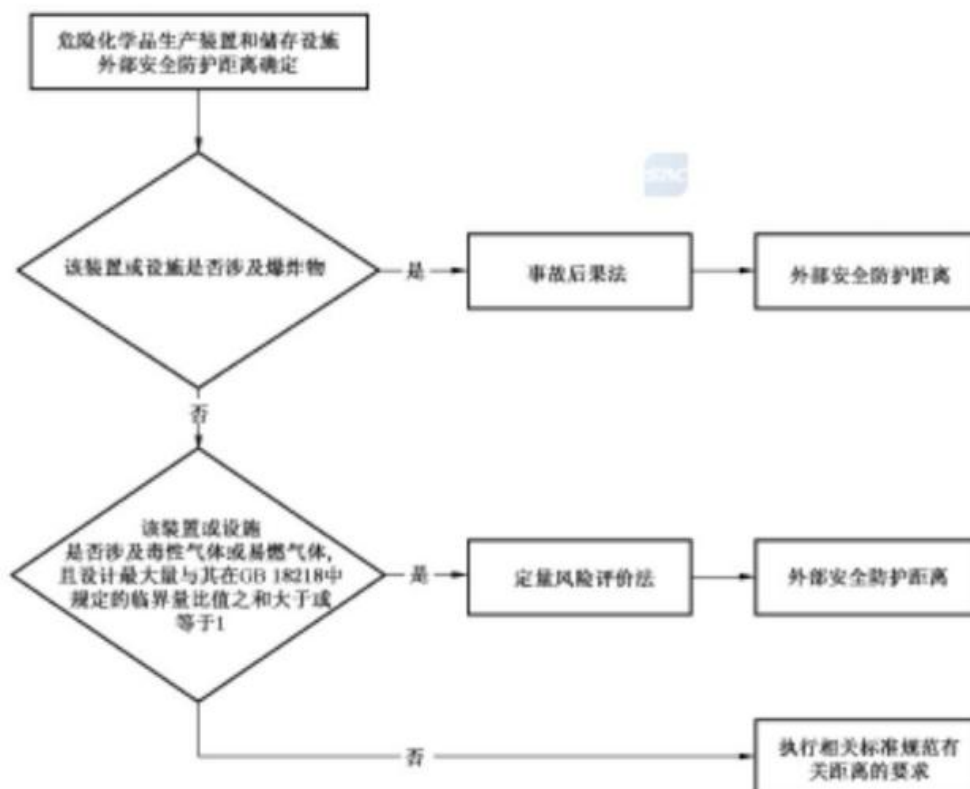 危险化学品生产装置和储存设施
外部安全防护距离确定
sac
该装置或设施是否涉及爆炸物
是
事故后果法
外部安全防护距离
否
该装置或设施
是否涉及毒性气体或易燃气体,
且设计最大量与其在GB 18218中
规定的临界量比值之和大于或
等于1
是
定量风险评价法
外部安全防护距离
否
执行相关标准规范有
关距离的要求